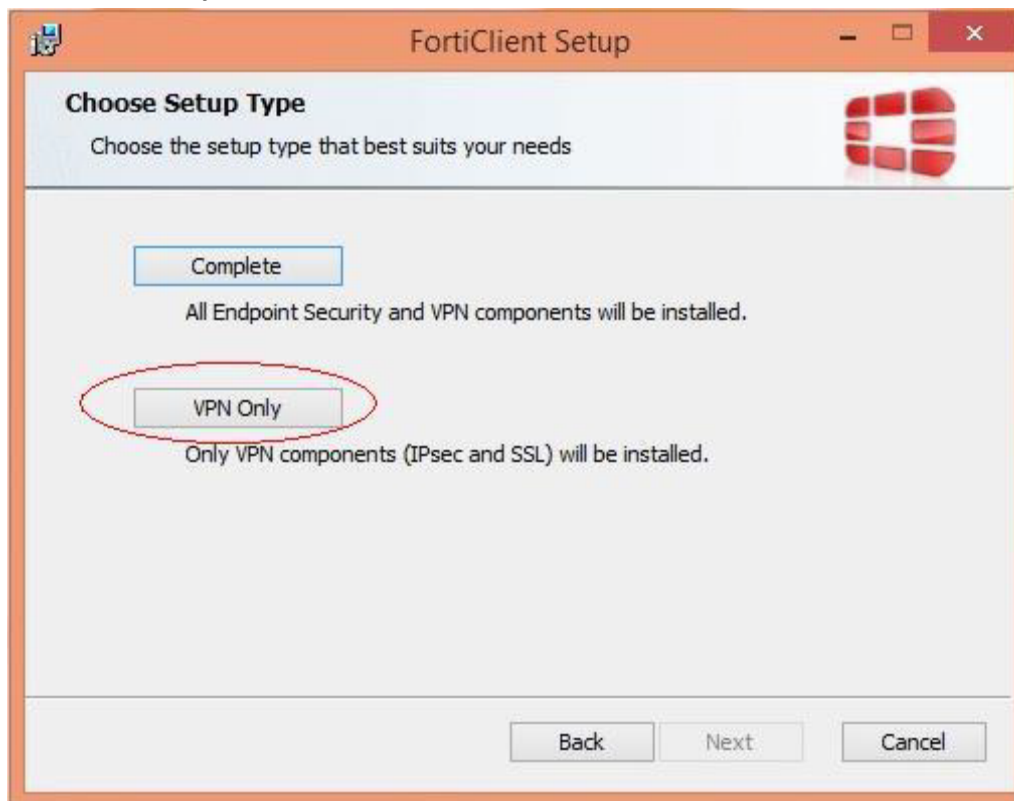 FortiClient Setup
Choose Setup Type
Choose the setup type that best suits your needs
Complete
All Endpoint Security and VPN components will be installed.
VPN Only
Only VPN components (IPsec and SSL) will be installed.
Back Next Cancel